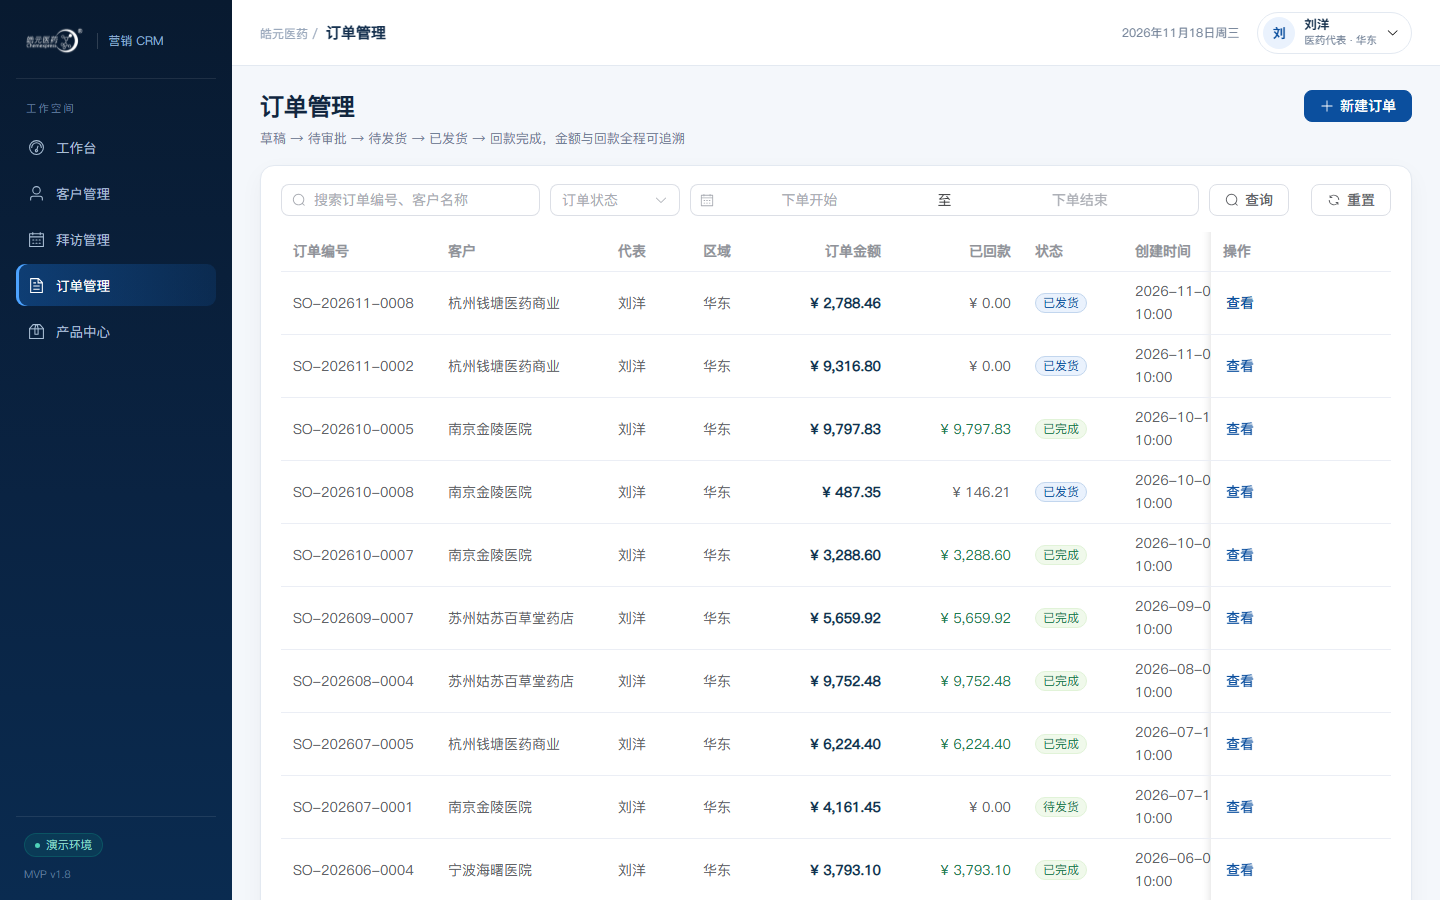 皓元医药
Chemexpress
营销 CRM
皓元医药 / 订单管理
2026年11月18日周三
刘
刘洋
医药代表 · 华东
工作空间
工作台
客户管理
拜访管理
订单管理
产品中心
演示环境
MVP v1.8
订单管理
+ 新建订单
草稿 → 待审批 → 待发货 → 已发货 → 回款完成，金额与回款全程可追溯
搜索订单编号、客户名称 订单状态 下单开始 至 下单结束 查询 重置
订单编号 客户 代表 区域 订单金额 已回款 状态 创建时间 操作
SO-202611-0008 杭州钱塘医药商业 刘洋 华东 ¥ 2,788.46 ¥ 0.00 已发货 2026-11-0 10:00 查看
SO-202611-0002 杭州钱塘医药商业 刘洋 华东 ¥ 9,316.80 ¥ 0.00 已发货 2026-11-0 10:00 查看
SO-202610-0005 南京金陵医院 刘洋 华东 ¥ 9,797.83 ¥ 9,797.83 已完成 2026-10-1 10:00 查看
SO-202610-0008 南京金陵医院 刘洋 华东 ¥ 487.35 ¥ 146.21 已发货 2026-10-0 10:00 查看
SO-202610-0007 南京金陵医院 刘洋 华东 ¥ 3,288.60 ¥ 3,288.60 已完成 2026-10-0 10:00 查看
SO-202609-0007 苏州姑苏百草堂药店 刘洋 华东 ¥ 5,659.92 ¥ 5,659.92 已完成 2026-09-0 10:00 查看
SO-202608-0004 苏州姑苏百草堂药店 刘洋 华东 ¥ 9,752.48 ¥ 9,752.48 已完成 2026-08-0 10:00 查看
SO-202607-0005 杭州钱塘医药商业 刘洋 华东 ¥ 6,224.40 ¥ 6,224.40 已完成 2026-07-1 10:00 查看
SO-202607-0001 南京金陵医院 刘洋 华东 ¥ 4,161.45 ¥ 0.00 待发货 2026-07-1 10:00 查看
SO-202606-0004 宁波海曙医院 刘洋 华东 ¥ 3,793.10 ¥ 3,793.10 已完成 2026-06-0 10:00 查看